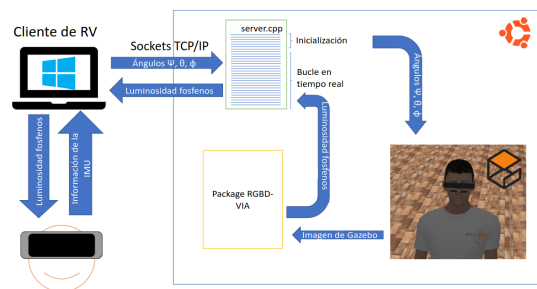 Cliente de RV
Sockets TCP/IP
Ángulos Ψ, θ, ϕ
Luminosidad fosfenos
server.cpp
Inicialización
Bucle en
tiempo real
Ángulos Ψ, θ, ϕ
Luminosidad fosfenos
Información de la
IMU
Luminosidad fosfenos
Package RGBD-
VIA
Imagen de Gazebo